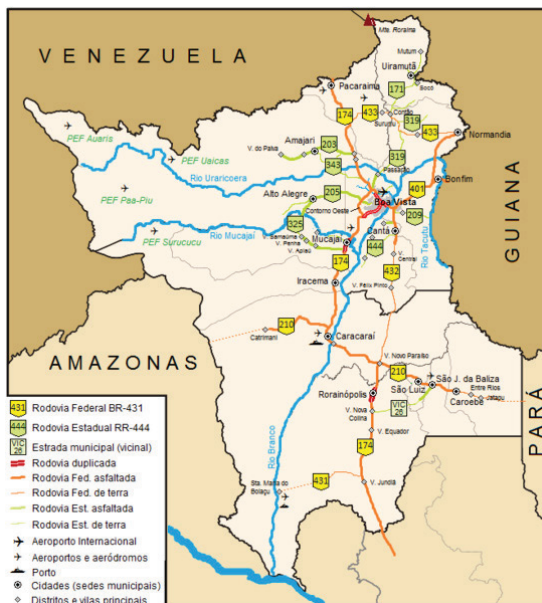 Mte. Roraima
VENEZUELA
Mutum
Uiramutã
Pacaraima
171
Socó
174
433
Contão
Surumu
319
433
Normandia
PEF Auaris
PEF Uaicas
Amajari
203
V. do Paiva
343
319
Passarão
Rio Uraricoera
Alto Alegre
205
401
Bonfim
PEF Paa-Piu
Contorno Oeste
Boa Vista
GUIANA
325
209
Rio Mucajaí
Samaúma
V. Penha
V. Apiaú
Mucajaí
Cantá
444
PEF Surucucu
Rio Tacutu
174
V. Central
432
Iracema
V. Félix Pinto
210
Catrimani
Caracaraí
AMAZONAS
V. Novo Paraíso
210
São J. da Baliza
São Luiz
Entre Rios
Jatapu
Caroebe
Rorainópolis
VIC 26
V. Nova Colina
PARÁ
V. Equador
Rio Branco
174
Sta. Maria do Boiaçu
431
V. Jundiá
431 Rodovia Federal BR-431
444 Rodovia Estadual RR-444
VIC 26 Estrada municipal (vicinal)
Rodovia duplicada
Rodovia Fed. asfaltada
Rodovia Fed. de terra
Rodovia Est. asfaltada
Rodovia Est. de terra
Aeroporto Internacional
Aeroportos e aeródromos
Porto
Cidades (sedes municipais)
Distritos e vilas principais